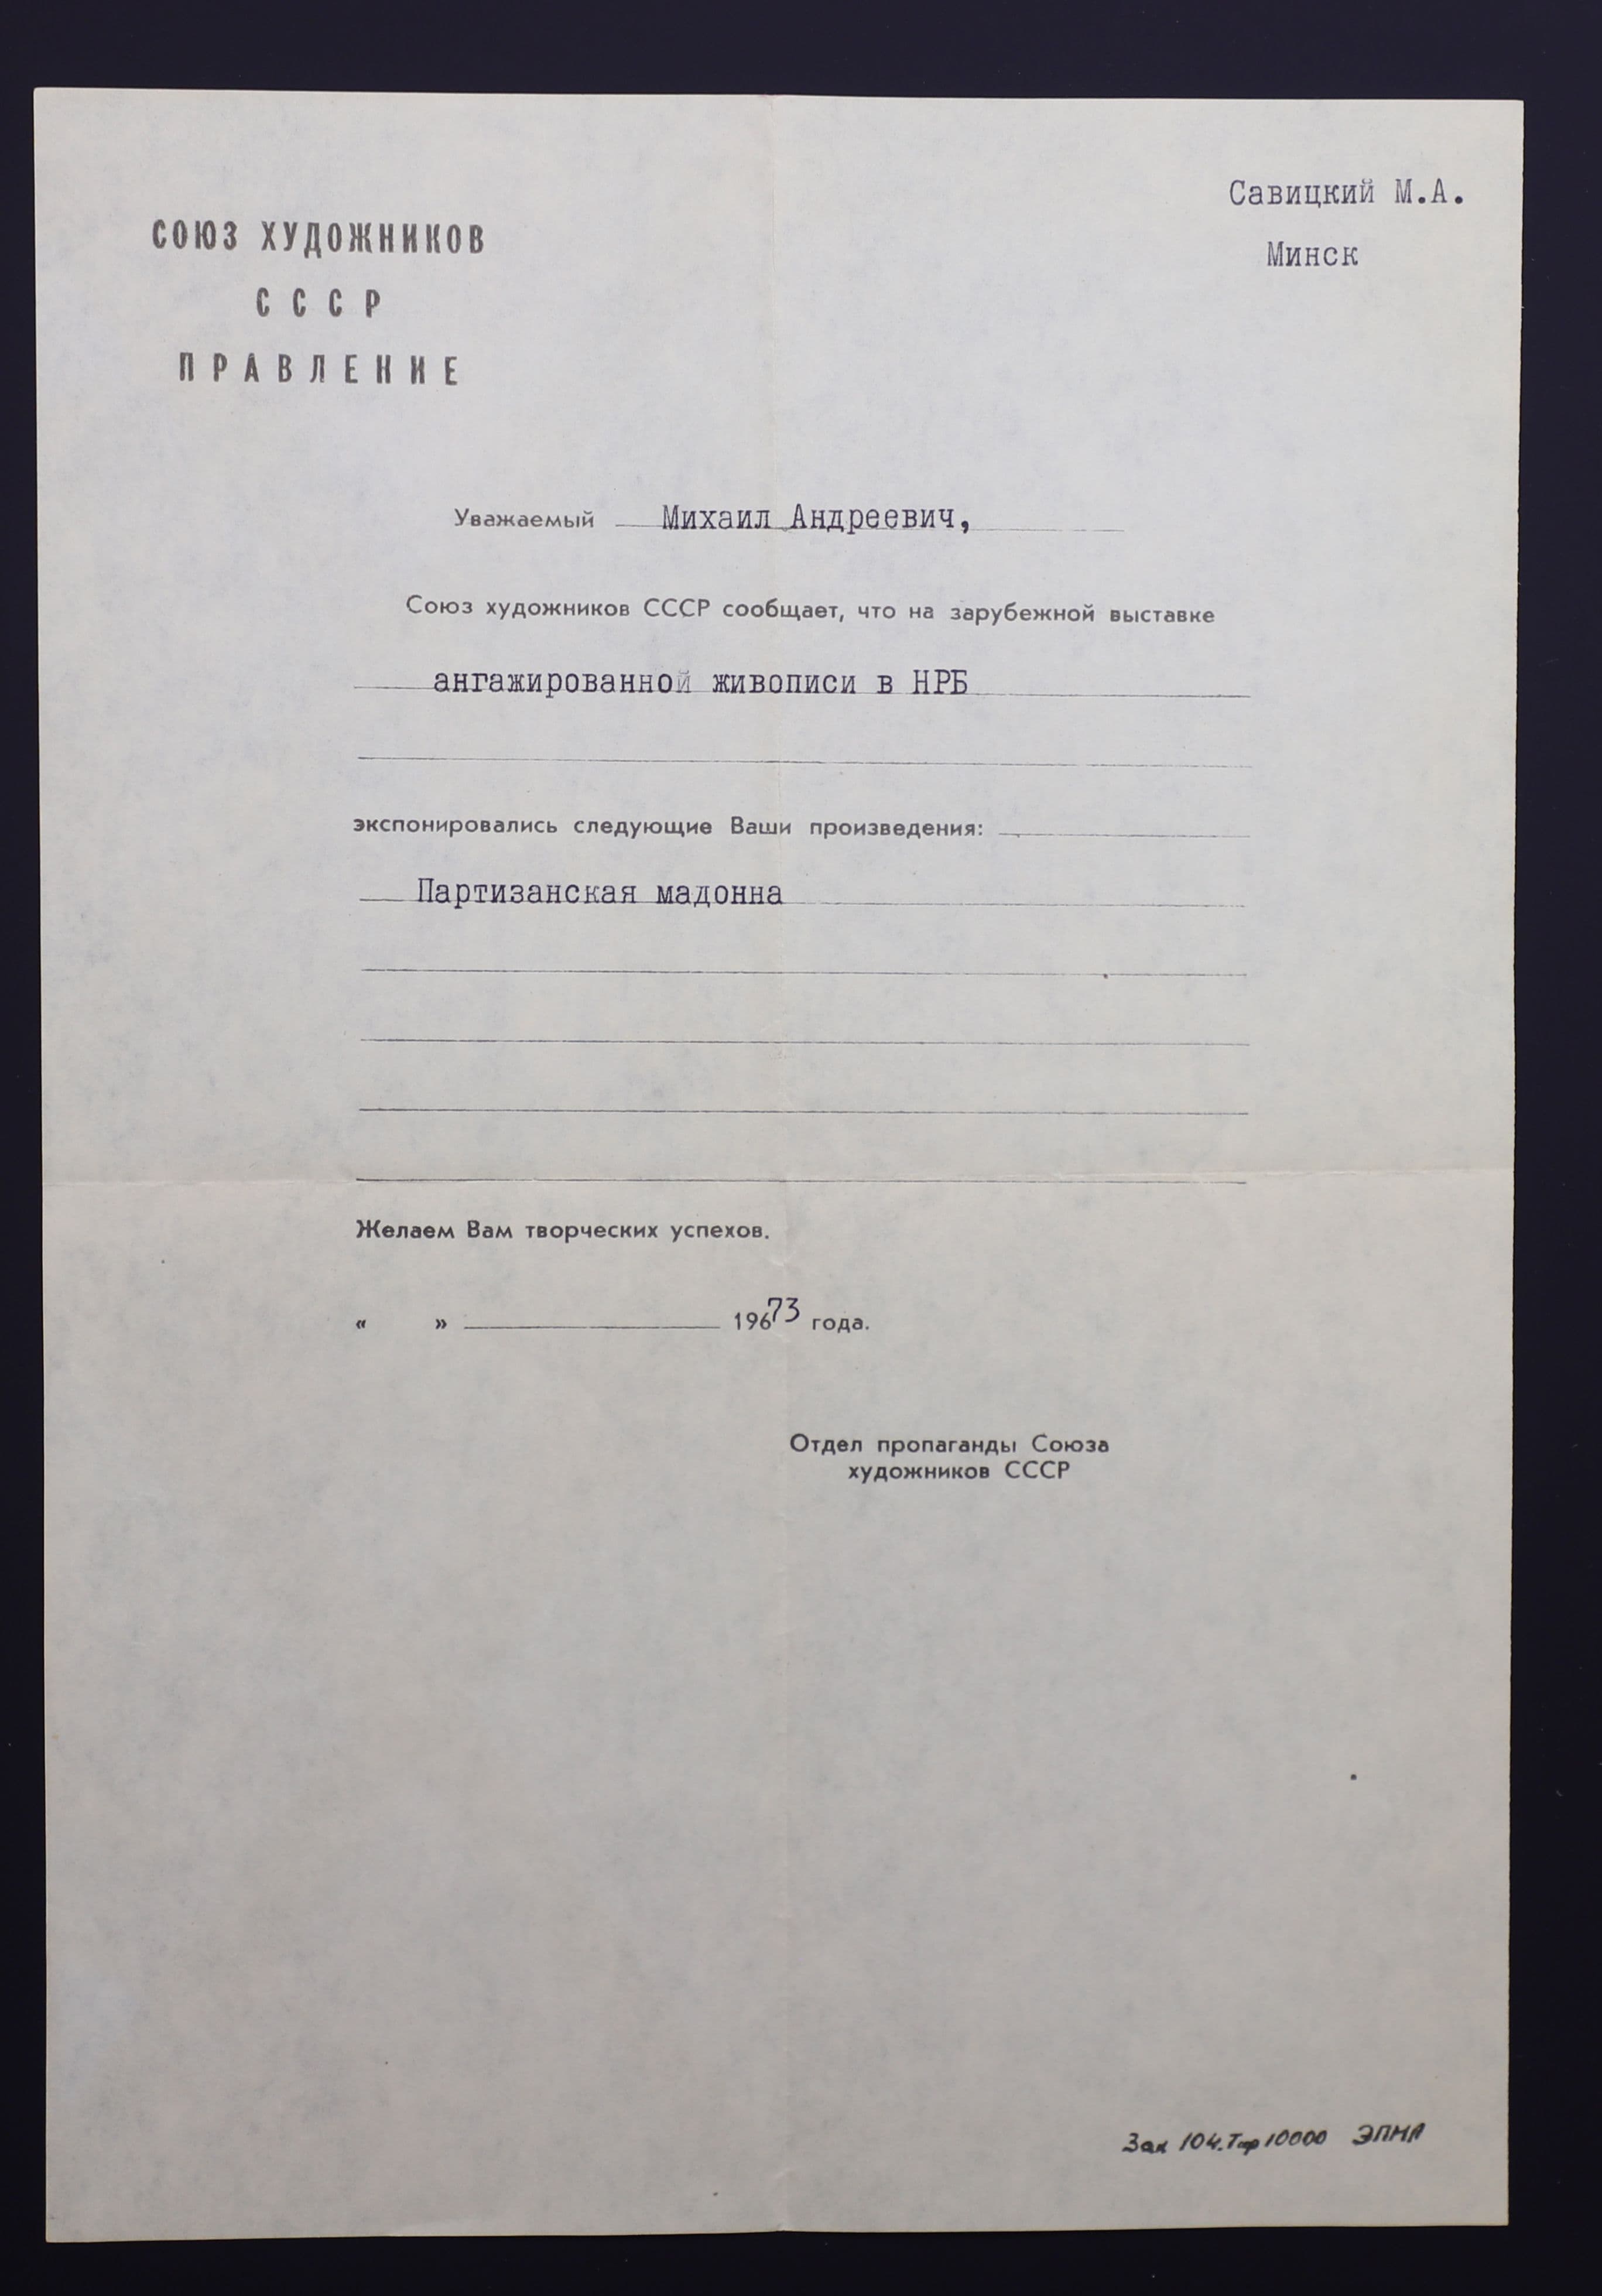 Савицкий М.А.
Минск
СОЮЗ ХУДОЖНИКОВ
СССР
ПРАВЛЕНИЕ
Уважаемый Михаил Андреевич,
Союз художников СССР сообщает, что на зарубежной выставке
ангажированной живописи в НРБ
экспонировались следующие Ваши произведения:
Партизанская мадонна
Желаем Вам творческих успехов.
« » 19673 года.
Отдел пропаганды Союза
художников СССР
Зак 104. Тир 10000 ЭПМЛ